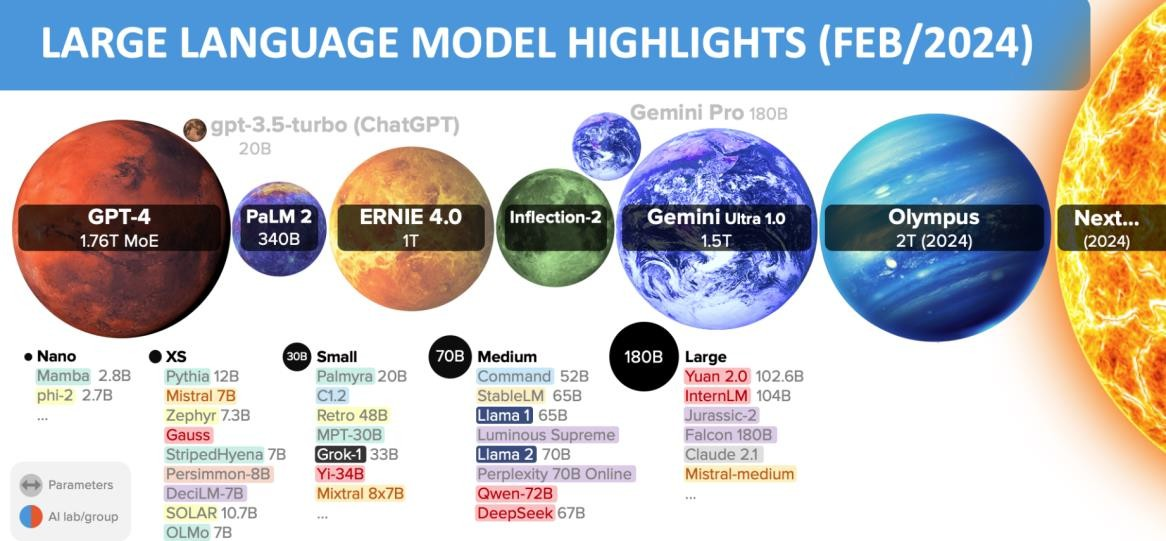 LARGE LANGUAGE MODEL HIGHLIGHTS (FEB/2024)
gpt-3.5-turbo (ChatGPT)
20B
Gemini Pro 180B
GPT-4
1.76T MoE
PaLM 2
340B
ERNIE 4.0
1T
Inflection-2
Gemini Ultra 1.0
1.5T
Olympus
2T (2024)
Next...
(2024)
Nano
Mamba 2.8B
phi-2 2.7B
...
XS
Pythia 12B
Mistral 7B
Zephyr 7.3B
Gauss
StripedHyena 7B
Persimmon-8B
DeciLM-7B
SOLAR 10.7B
OLMo 7B
30B
Small
Palmyra 20B
C1.2
Retro 48B
MPT-30B
Grok-1 33B
Yi-34B
Mixtral 8x7B
...
70B
Medium
Command 52B
StableLM 65B
Llama 1 65B
Luminous Supreme
Llama 2 70B
Perplexity 70B Online
Qwen-72B
DeepSeek 67B
180B
Large
Yuan 2.0 102.6B
InternLM 104B
Jurassic-2
Falcon 180B
Claude 2.1
Mistral-medium
...
Parameters
AI lab/group